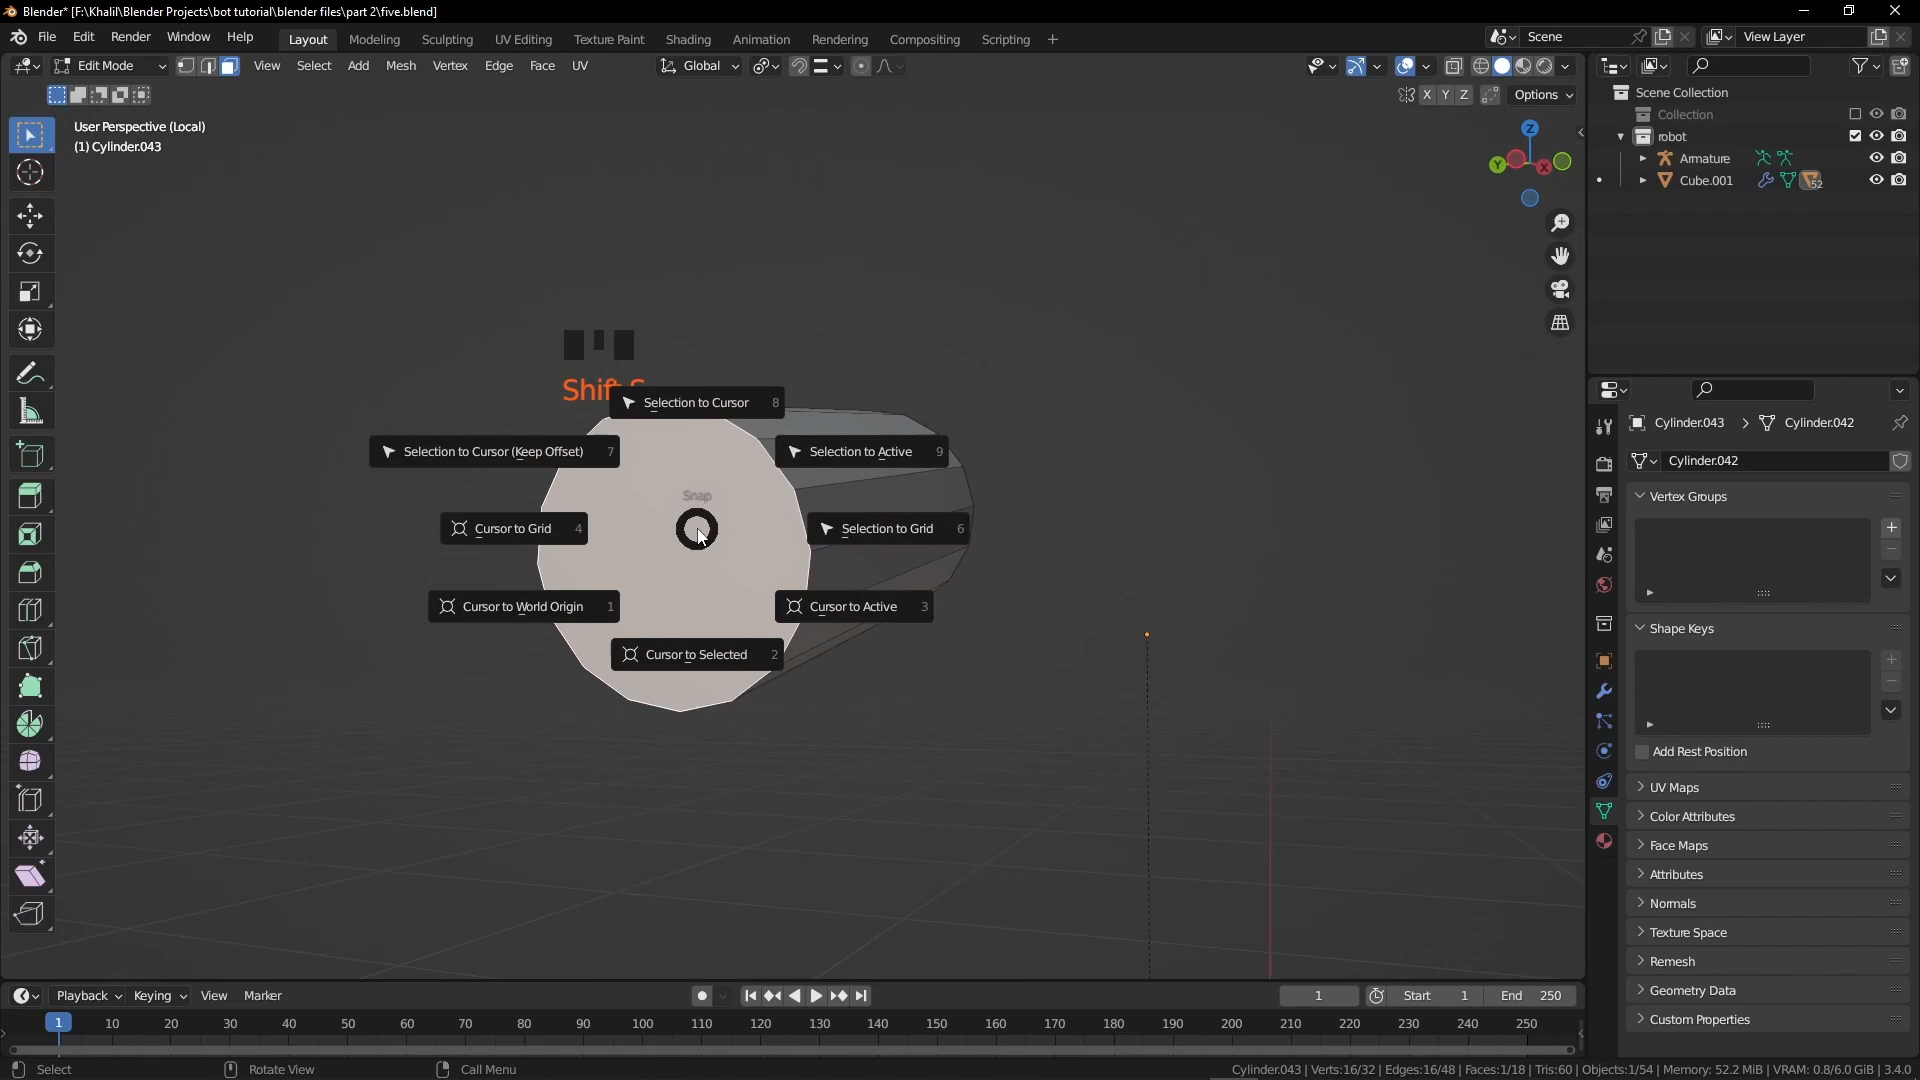 Blender* [F:\Khalil\Blender Projects\bot tutorial\blender files\part 2\five.blend]
File Edit Render Window Help Layout Modeling Sculpting UV Editing Texture Paint Shading Animation Rendering Compositing Scripting + Scene View Layer
Edit Mode View Select Add Mesh Vertex Edge Face UV Global
X Y Z Options
User Perspective (Local)
(1) Cylinder.043
Z
Y X
Scene Collection
Collection
robot
Armature
Cube.001 52
Shift S
Selection to Cursor 8
Selection to Cursor (Keep Offset) 7
Selection to Active 9
Snap
Cursor to Grid 4
Selection to Grid 6
Cursor to World Origin 1
Cursor to Active 3
Cursor to Selected 2
Cylinder.043 > Cylinder.042
Cylinder.042
Vertex Groups
Shape Keys
Add Rest Position
UV Maps
Color Attributes
Face Maps
Attributes
Normals
Texture Space
Remesh
Geometry Data
Custom Properties
Playback Keying View Marker 1 Start 1 End 250
1 10 20 30 40 50 60 70 80 90 100 110 120 130 140 150 160 170 180 190 200 210 220 230 240 250
Select Rotate View Call Menu Cylinder.043 | Verts:16/32 | Edges:16/48 | Faces:1/18 | Tris:60 | Objects:1/54 | Memory: 52.2 MiB | VRAM: 0.8/6.0 GiB | 3.4.0